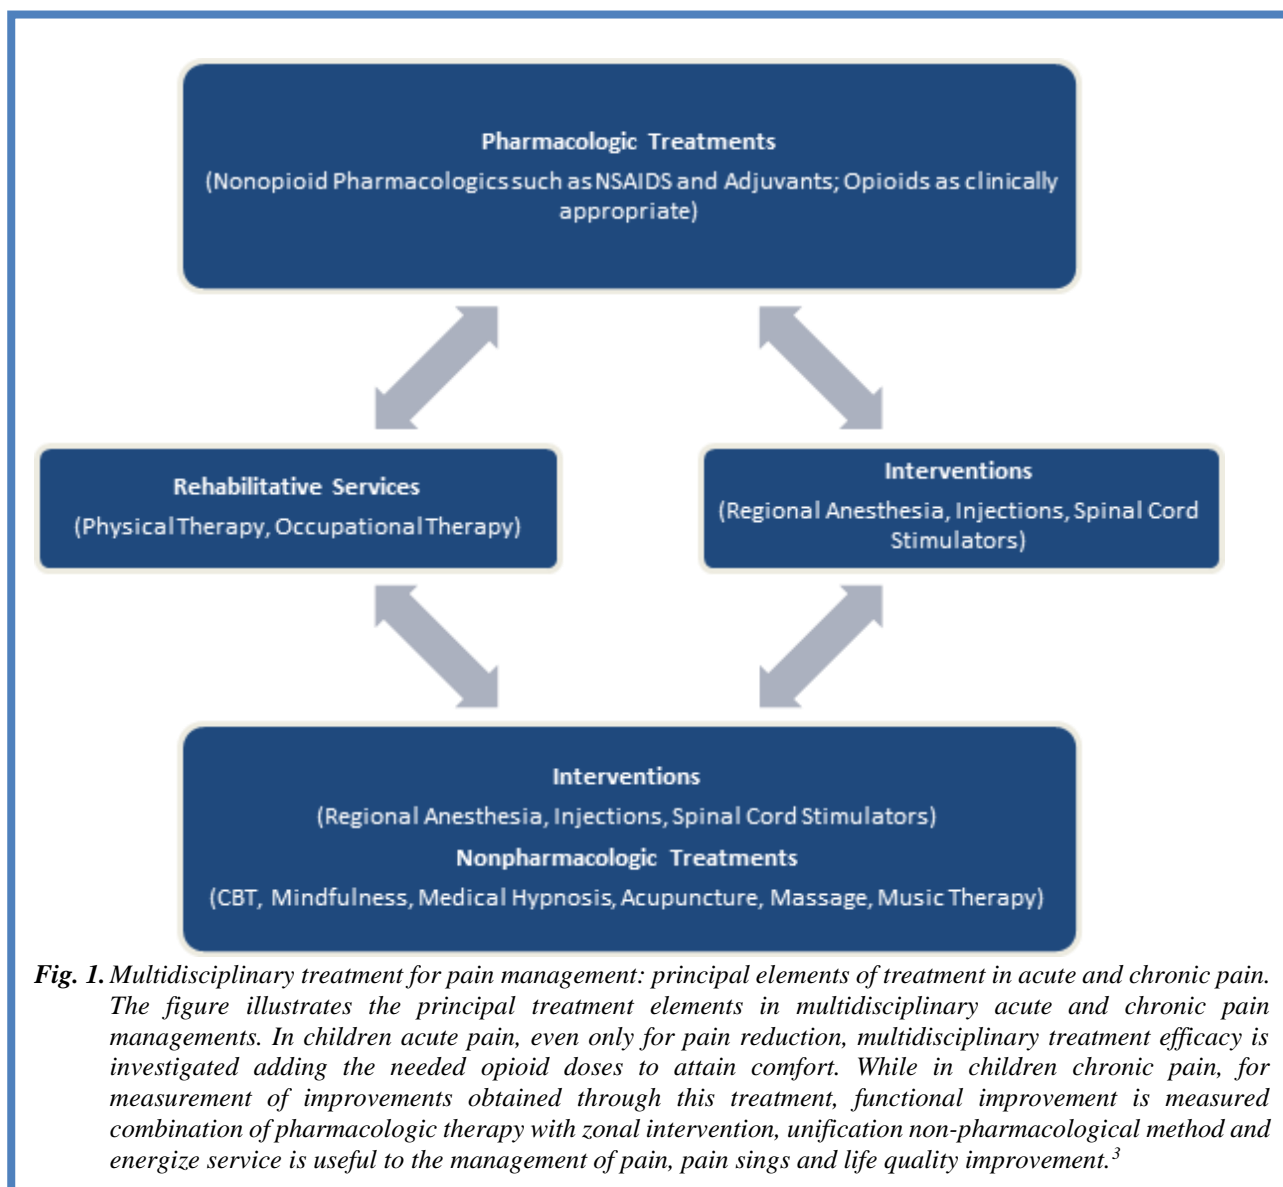 Pharmacologic Treatments
(Nonopioid Pharmacologics such as NSAIDS and Adjuvants; Opioids as clinically
appropriate)
Rehabilitative Services
(Physical Therapy, Occupational Therapy)
Interventions
(Regional Anesthesia, Injections, Spinal Cord
Stimulators)
Interventions
(Regional Anesthesia, Injections, Spinal Cord Stimulators)
Nonpharmacologic Treatments
(CBT, Mindfulness, Medical Hypnosis, Acupuncture, Massage, Music Therapy)
Fig. 1. Multidisciplinary treatment for pain management: principal elements of treatment in acute and chronic pain.
The figure illustrates the principal treatment elements in multidisciplinary acute and chronic pain
managements. In children acute pain, even only for pain reduction, multidisciplinary treatment efficacy is
investigated adding the needed opioid doses to attain comfort. While in children chronic pain, for
measurement of improvements obtained through this treatment, functional improvement is measured
combination of pharmacologic therapy with zonal intervention, unification non-pharmacological method and
energize service is useful to the management of pain, pain sings and life quality improvement.³